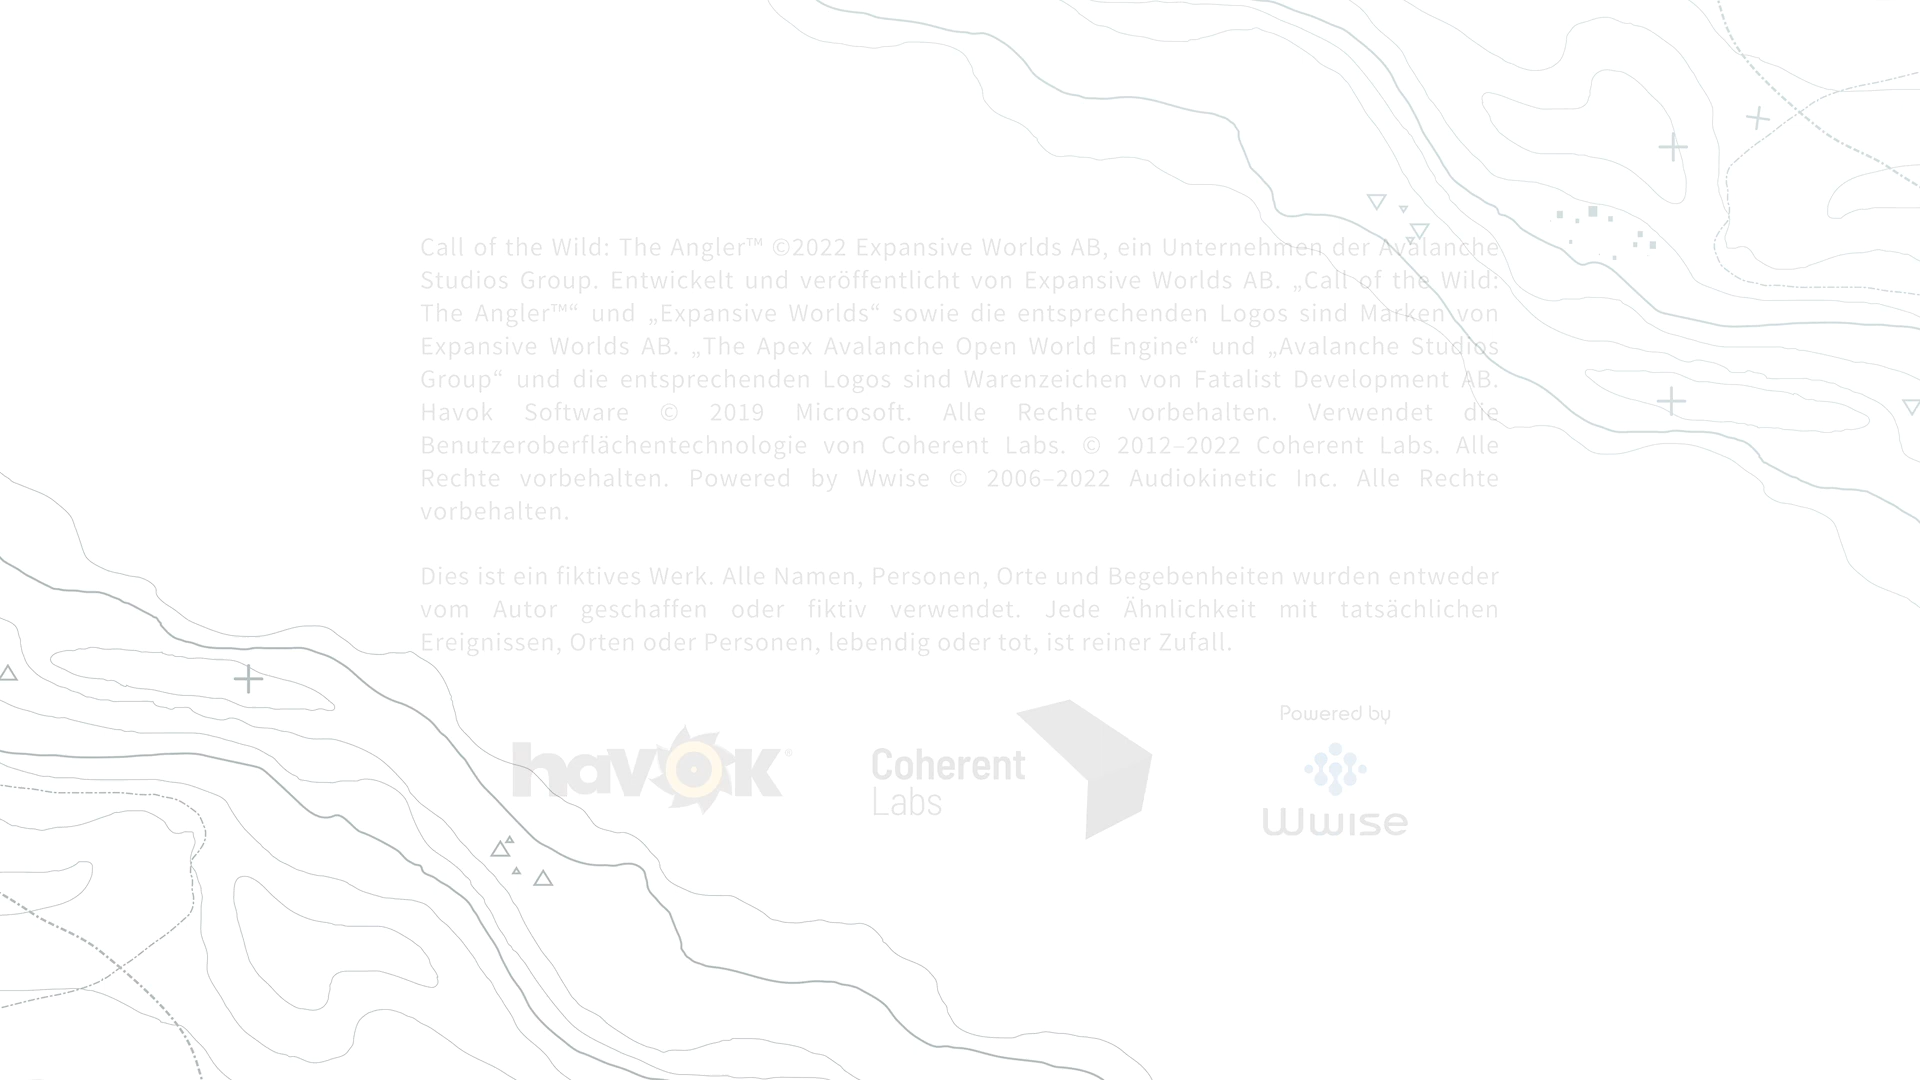 Call of the Wild: The Angler™ ©2022 Expansive Worlds AB, ein Unternehmen der Avalanche
Studios Group. Entwickelt und veröffentlicht von Expansive Worlds AB. „Call of the Wild:
The Angler™“ und „Expansive Worlds“ sowie die entsprechenden Logos sind Marken von
Expansive Worlds AB. „The Apex Avalanche Open World Engine“ und „Avalanche Studios
Group“ und die entsprechenden Logos sind Warenzeichen von Fatalist Development AB.
Havok Software © 2019 Microsoft. Alle Rechte vorbehalten. Verwendet die
Benutzeroberflächentechnologie von Coherent Labs. © 2012–2022 Coherent Labs. Alle
Rechte vorbehalten. Powered by Wwise © 2006–2022 Audiokinetic Inc. Alle Rechte
vorbehalten.
Dies ist ein fiktives Werk. Alle Namen, Personen, Orte und Begebenheiten wurden entweder
vom Autor geschaffen oder fiktiv verwendet. Jede Ähnlichkeit mit tatsächlichen
Ereignissen, Orten oder Personen, lebendig oder tot, ist reiner Zufall.
havok®
Coherent
Labs
Powered by
Wwise